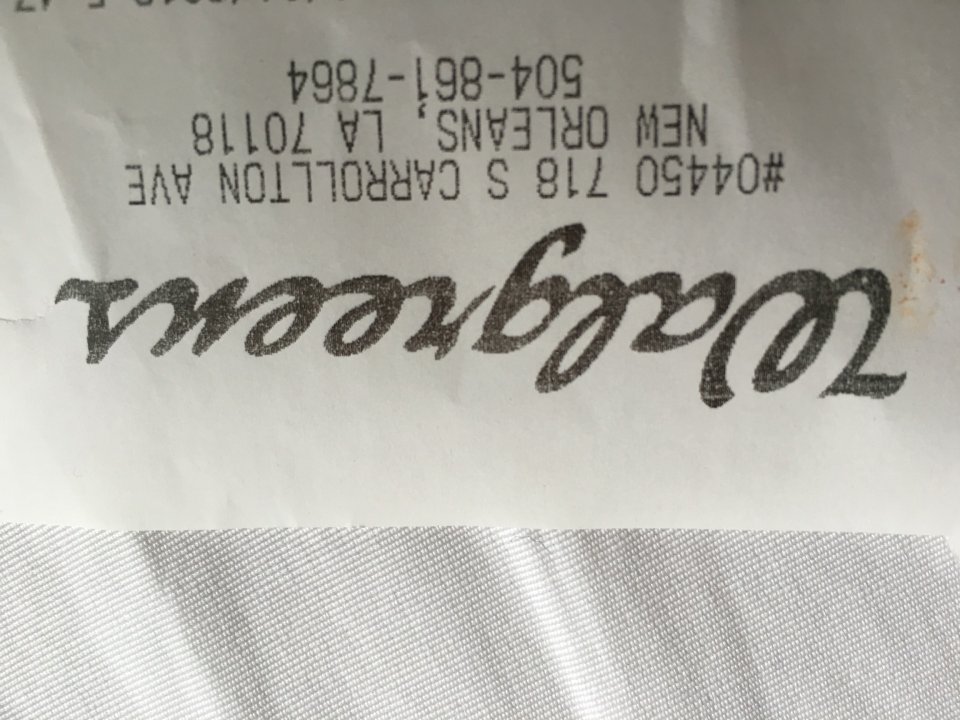 Walgreens
#04450 718 S CARROLLTON AVE
NEW ORLEANS, LA 70118
504-861-7864